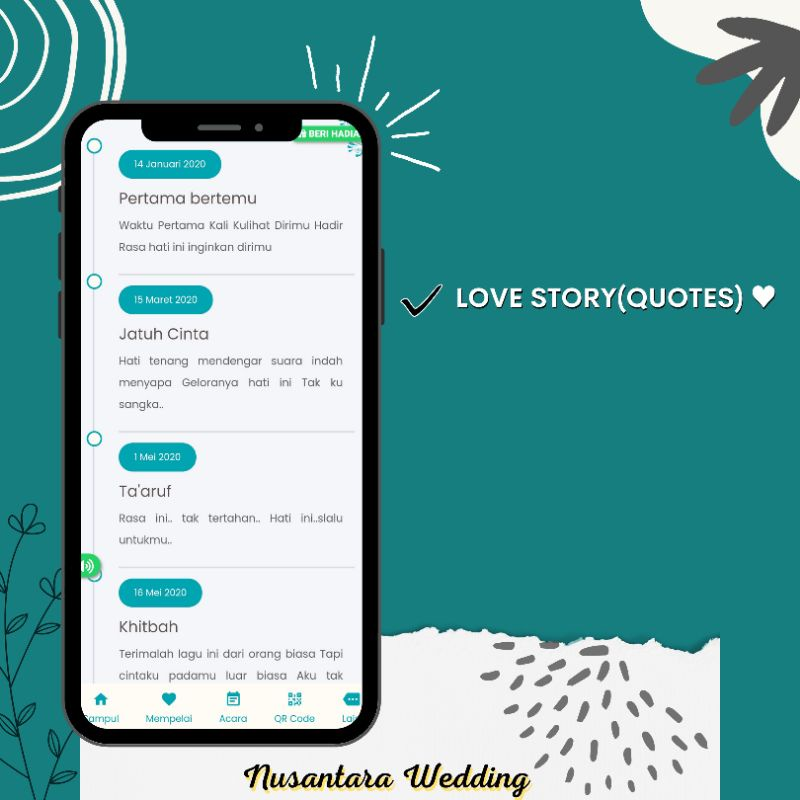 BERI HADIA
14 Januari 2020
Pertama bertemu
Waktu Pertama Kali Kulihat Dirimu Hadir
Rasa hati ini inginkan dirimu
15 Maret 2020
Jatuh Cinta
Hati tenang mendengar suara indah
menyapa Geloranya hati ini Tak ku
sangka..
1 Mei 2020
Ta'aruf
Rasa ini.. tak tertahan.. Hati ini..slalu
untukmu..
16 Mei 2020
Khitbah
Terimalah lagu ini dari orang biasa Tapi
cintaku padamu luar biasa Aku tak
Sampul Mempelai Acara QR Code Lai
LOVE STORY(QUOTES) ♥
Nusantara Wedding